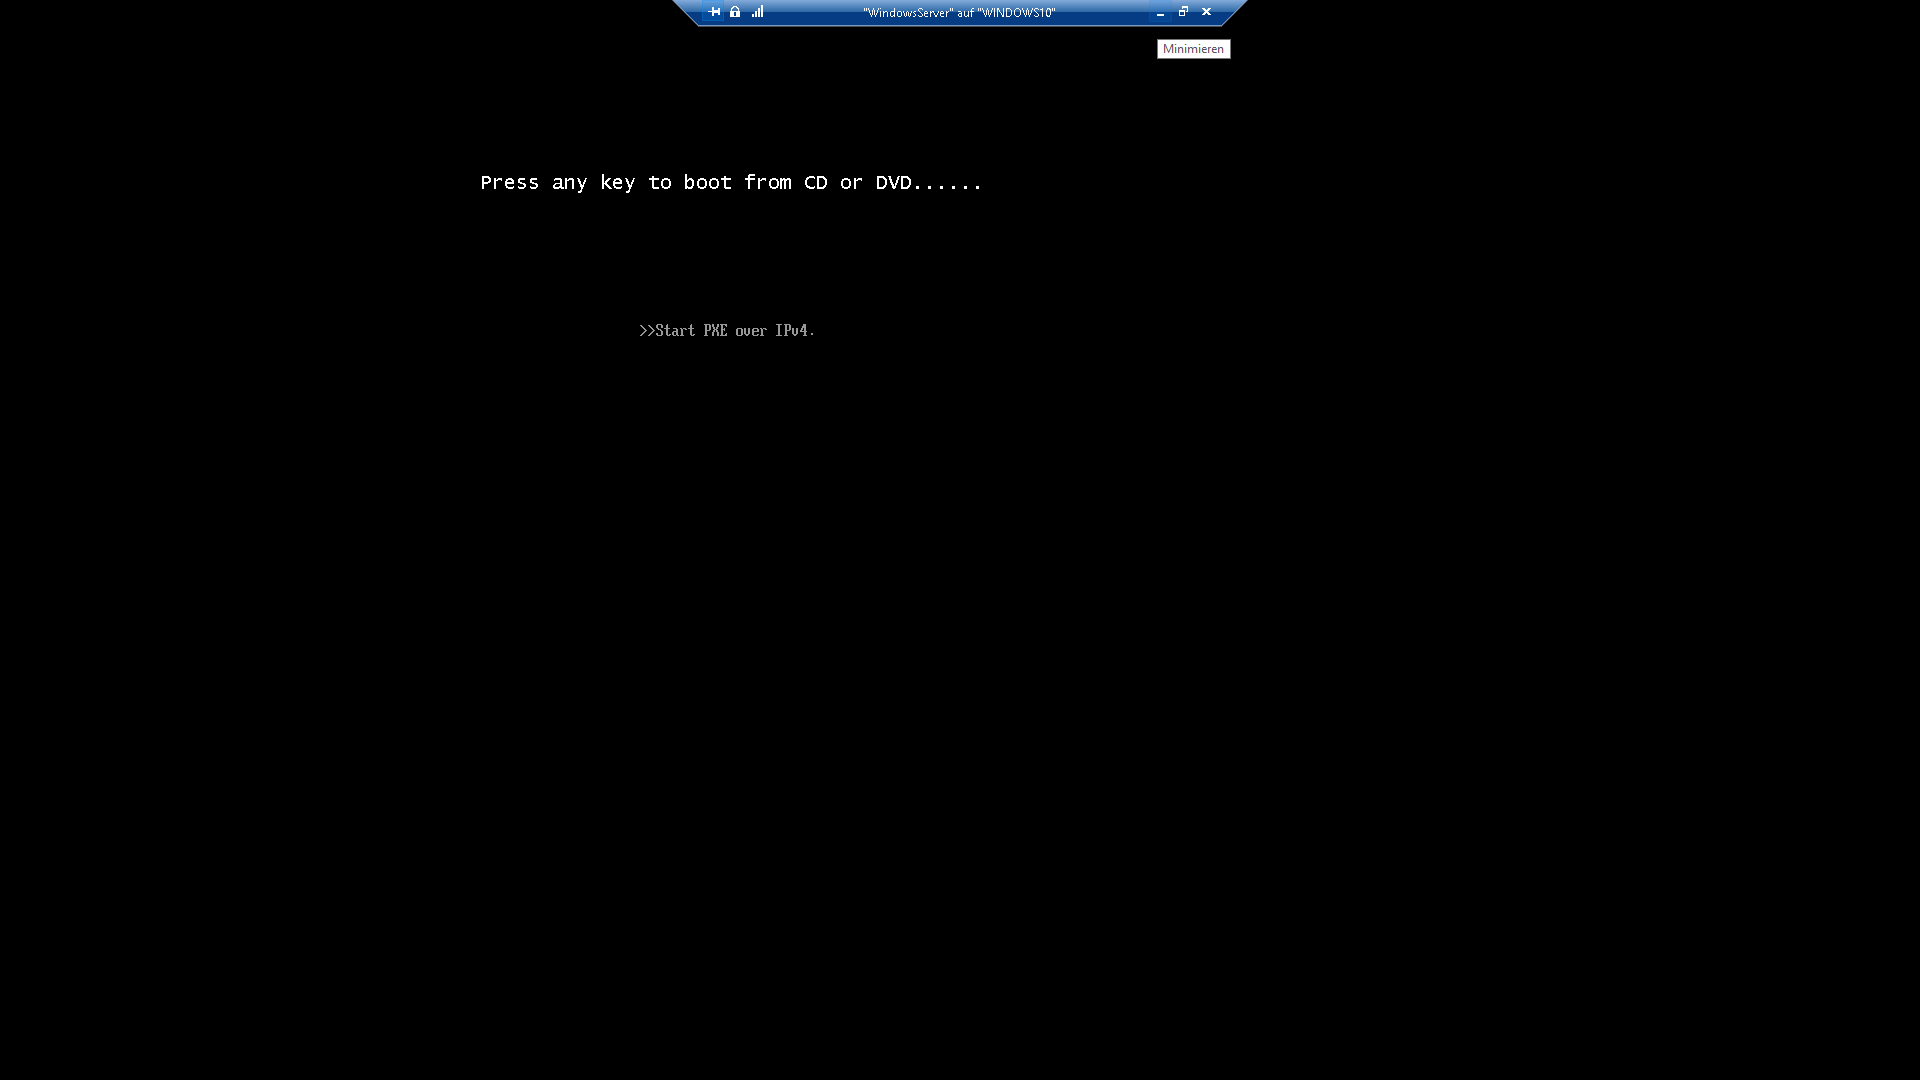 "WindowsServer" auf "WINDOWS10"
Minimieren
Press any key to boot from CD or DVD......
>>Start PXE over IPv4.